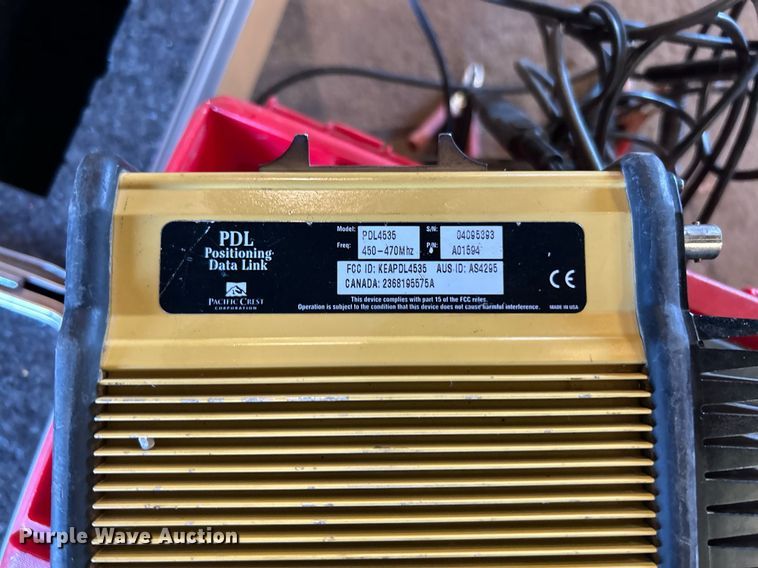 PDL
Positioning
Data Link
PACIFIC CREST
CORPORATION
Model: PDL4535 S/N: 04095393
Freq: 450-470Mhz P/N: A01594
FCC ID: KEAPDL4535 AUS ID: AS4295
CANADA: 2368195575A
This device complies with part 15 of the FCC rules.
Operation is subject to the condition that this device does not cause harmful interference.
CE
MADE IN USA
Purple Wave Auction